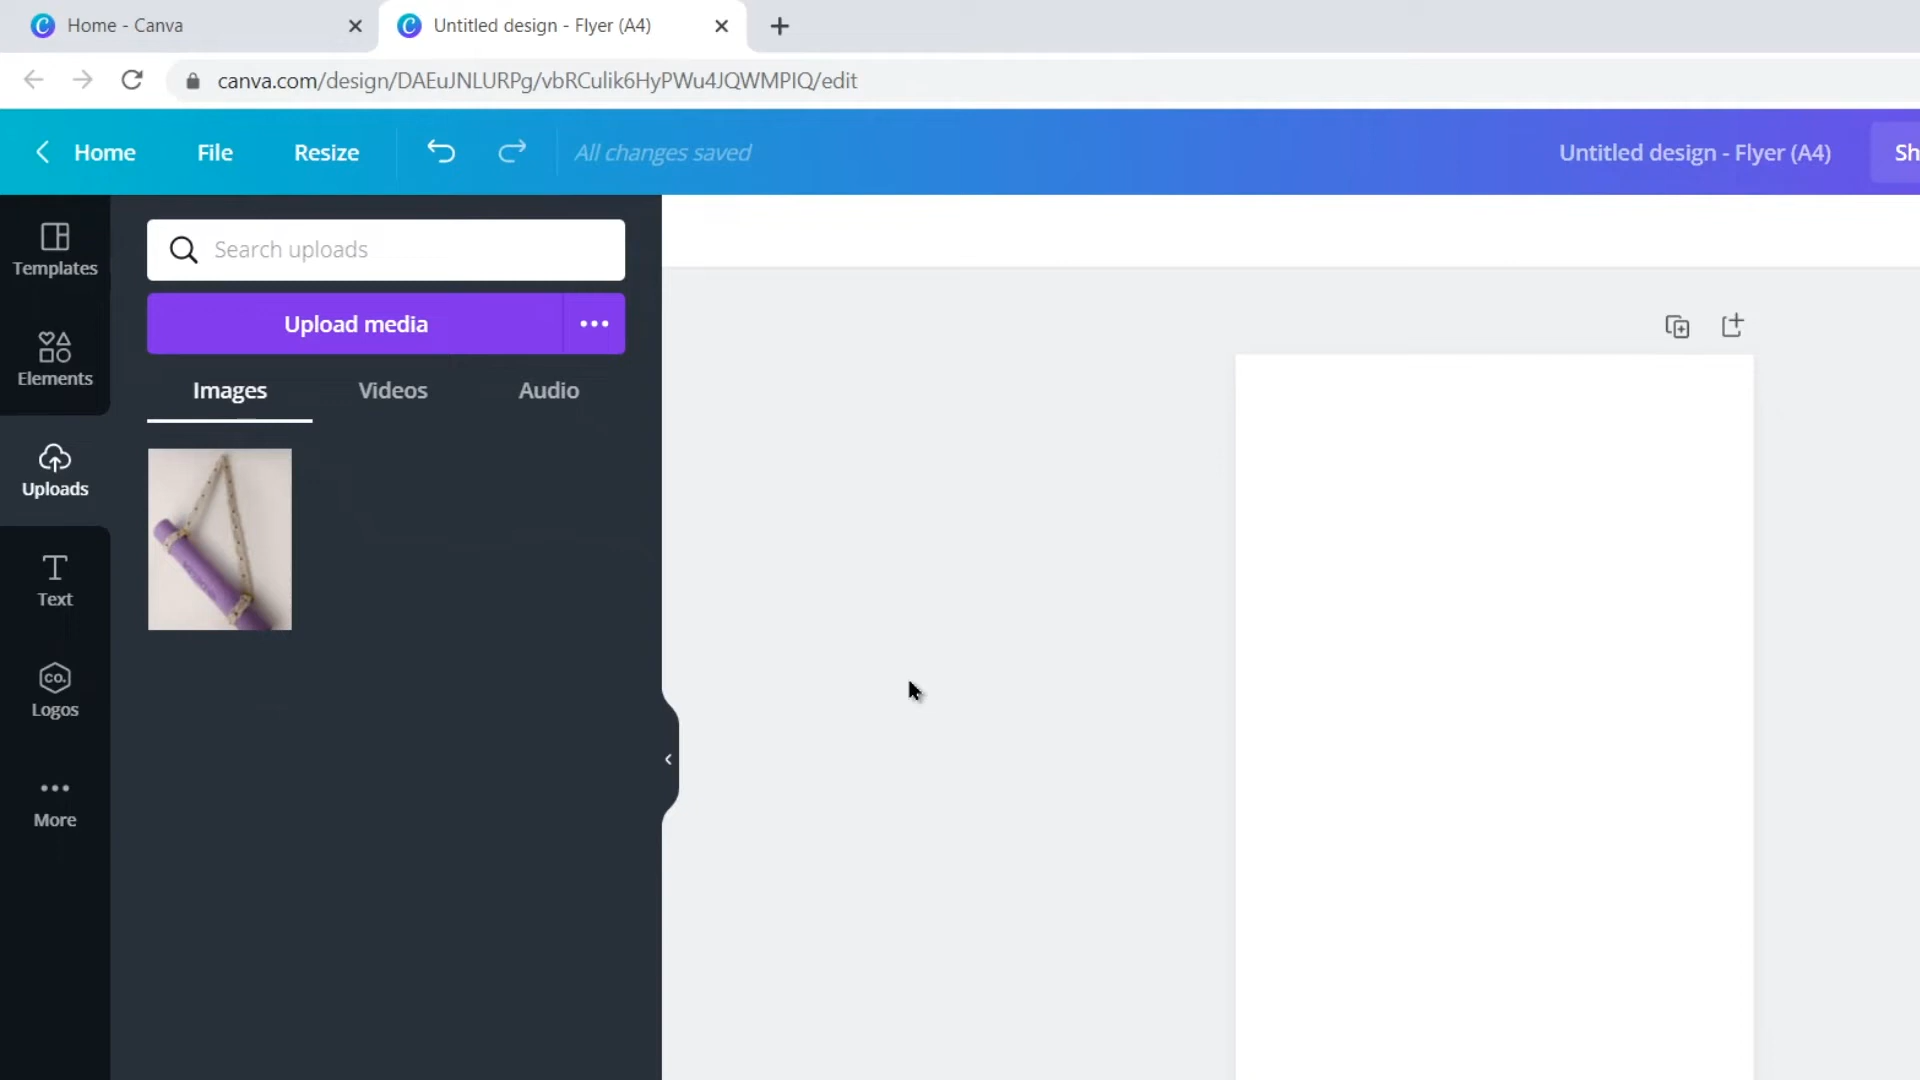 Home - Canva
Untitled design - Flyer (A4)
canva.com/design/DAEuJNLURPg/vbRCulik6HyPWu4JQWMPIQ/edit
Home
File
Resize
All changes saved
Untitled design - Flyer (A4)
Sh
Templates
Elements
Uploads
Text
CO.
Logos
More
Search uploads
Upload media
Images
Videos
Audio